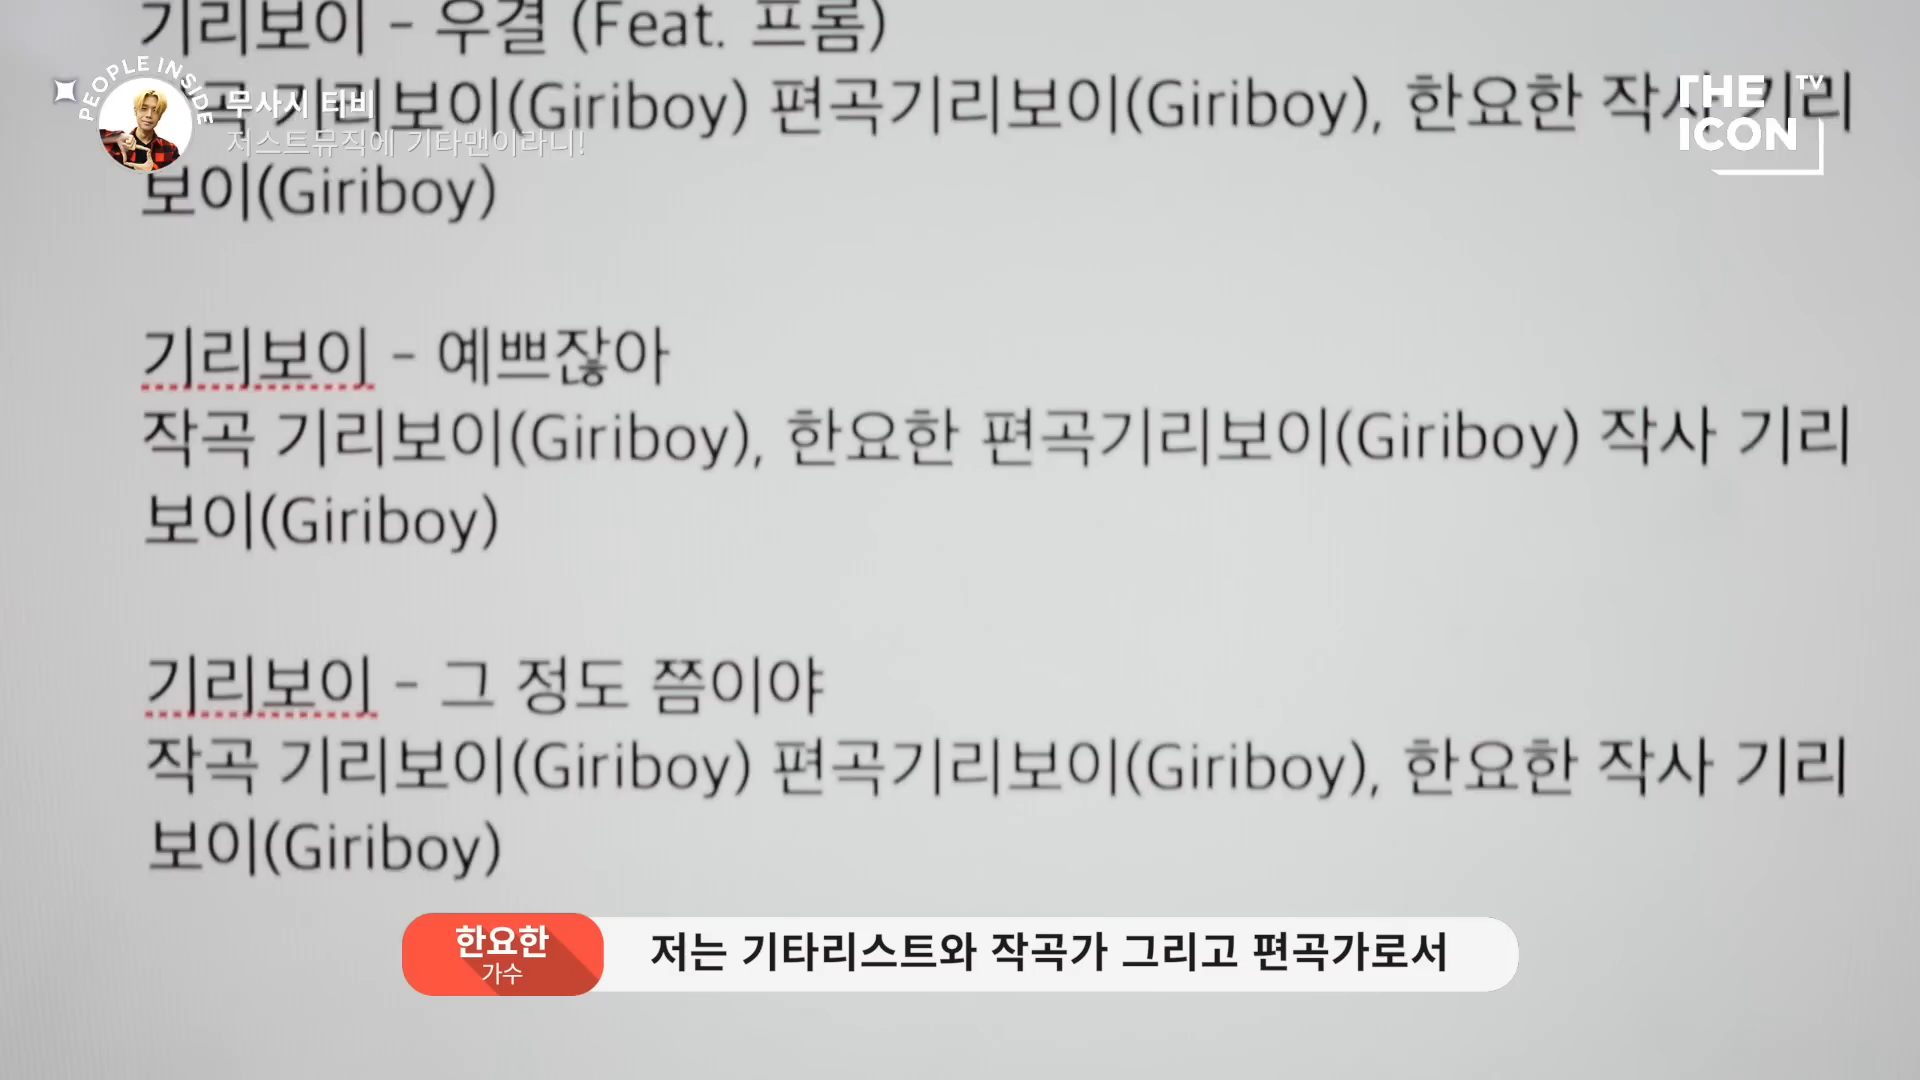 기리보이 - 우결 (Feat. 프롬)
곡 기리보이(Giriboy) 편곡기리보이(Giriboy), 한요한 작사 기리
보이(Giriboy)
PEOPLE INSIDE
무사시 티비
저스트뮤직에 기타맨이라니!
THE ICON TV
기리보이 - 예쁘잖아
작곡 기리보이(Giriboy), 한요한 편곡기리보이(Giriboy) 작사 기리
보이(Giriboy)
기리보이 - 그 정도 쯤이야
작곡 기리보이(Giriboy) 편곡기리보이(Giriboy), 한요한 작사 기리
보이(Giriboy)
한요한
가수
저는 기타리스트와 작곡가 그리고 편곡가로서